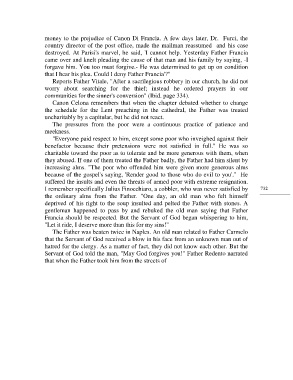 money to the prejudice of Canon Di Francia. A few days later, Dr. Furci, the
country director of the post office, made the mailman reassumed and his case
destroyed. At Parisi's marvel, he said, I cannot help. Yesterday Father Francia
came over and knelt pleading the cause of that man and his family by saying, -I
forgave him. You too must forgive.- He was determined to get up on condition
that I hear his plea. Could I deny Father Francia?"
Reports Father Vitale, "After a sacrilegious robbery in our church, he did not
worry about searching for the thief; instead he ordered prayers in our
communities for the sinner's conversion" (Ibid. page 334).
Canon Celona remembers that when the chapter debated whether to change
the schedule for the Lent preaching in the cathedral, the Father was treated
uncharitably by a capitular, but he did not react.
The pressures from the poor were a continuous practice of patience and
meekness.
"Everyone paid respect to him, except some poor who inveighed against their
benefactor because their pretensions were not satisfied in full." He was so
charitable toward the poor as to tolerate and be more generous with them, when
they abused. If one of them treated the Father badly, the Father had him silent by
increasing alms. "The poor who offended him were given more generous alms
because of the gospel's saying, 'Render good to those who do evil to you'." He
suffered the insults and even the threats of armed poor with extreme resignation.
I remember specifically Julius Finocchiaro, a cobbler, who was never satisfied by
the ordinary alms from the Father. "One day, an old man who felt himself
deprived of his right to the soup insulted and pelted the Father with stones. A
gentleman happened to pass by and rebuked the old man saying that Father
Francia should be respected. But the Servant of God began whispering to him,
"Let it ride, I deserve more than this for my sins!"
The Father was beaten twice in Naples. An old man related to Father Carmelo
that the Servant of God received a blow in his face from an unknown man out of
hatred for the clergy. As a matter of fact, they did not know each other. But the
Servant of God told the man, "May God forgives you!" Father Redento narrated
that when the Father took him from the streets of
732